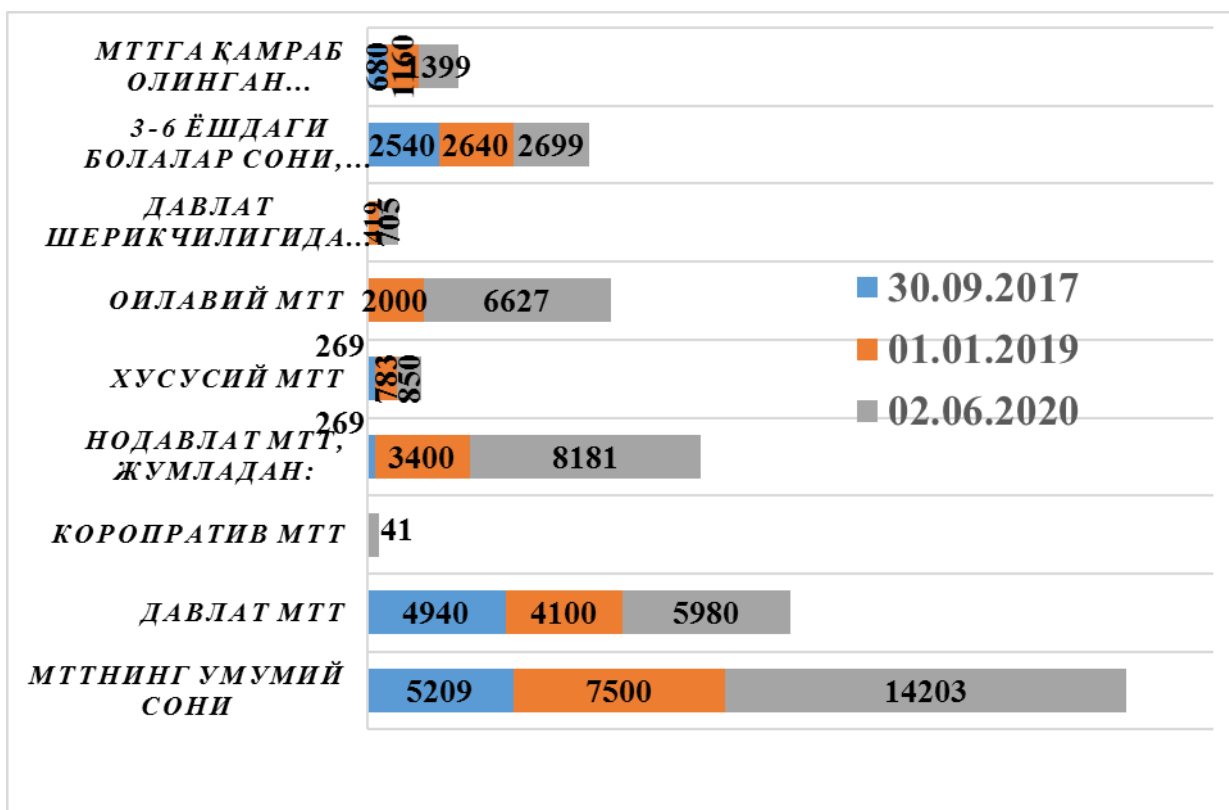 МТТГА ҚАМРАБ
ОЛИНГАН...
680 1160 1399
3-6 ЁШДАГИ
БОЛАЛАР СОНИ,...
2540 2640 2699
ДАВЛАТ
ШЕРИКЧИЛИГИДА...
419 705
ОИЛАВИЙ МТТ
2000 6627
ХУСУСИЙ МТТ
269 783 850
НОДАВЛАТ МТТ,
ЖУМЛАДАН:
269 3400 8181
КОРОПРАТИВ МТТ
41
ДАВЛАТ МТТ
4940 4100 5980
МТТНИНГ УМУМИЙ
СОНИ
5209 7500 14203
30.09.2017
01.01.2019
02.06.2020